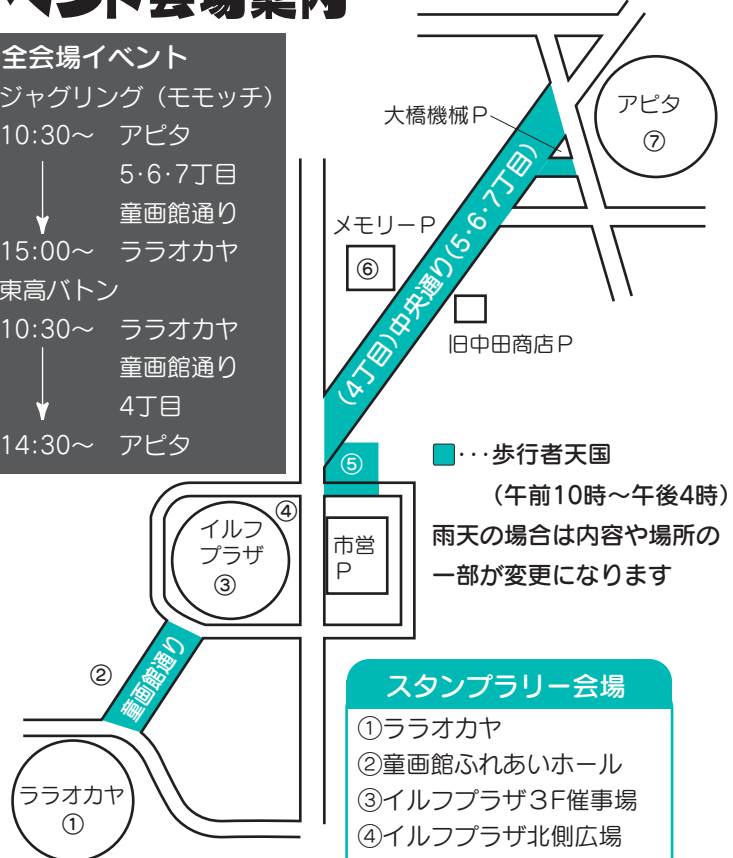 ベント会場案内
全会場イベント
ジャグリング（モモッチ）
10:30～ アピタ
5·6·7丁目
童画館通り
15:00～ ララオカヤ
東高バトン
10:30～ ララオカヤ
童画館通り
4丁目
14:30～ アピタ
大橋機械P
アピタ
⑦
メモリーP
⑥
(4丁目)中央通り(5·6·7丁目)
旧中田商店P
⑤
■･･･歩行者天国
（午前10時～午後4時）
雨天の場合は内容や場所の
一部が変更になります
④
イルフ
プラザ
③
市営
P
②
童画館通り
ララオカヤ
①
スタンプラリー会場
①ララオカヤ
②童画館ふれあいホール
③イルフプラザ3F催事場
④イルフプラザ北側広場